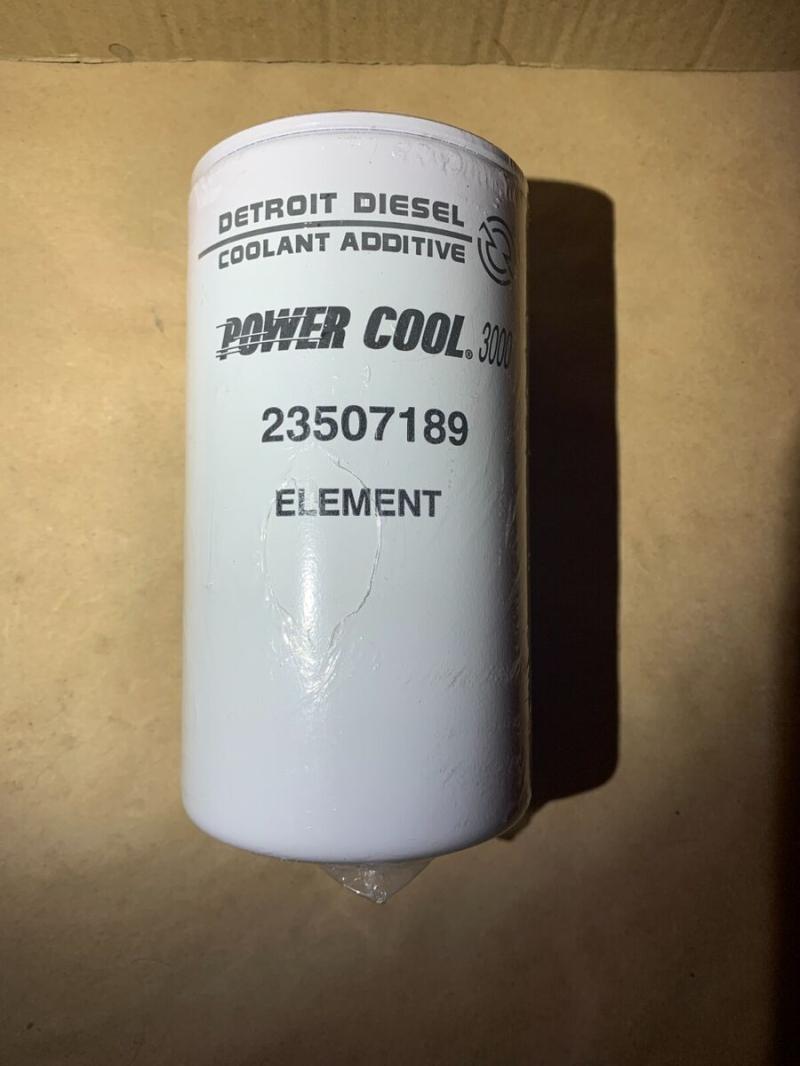 DETROIT DIESEL
COOLANT ADDITIVE
POWER COOL® 3000
23507189
ELEMENT